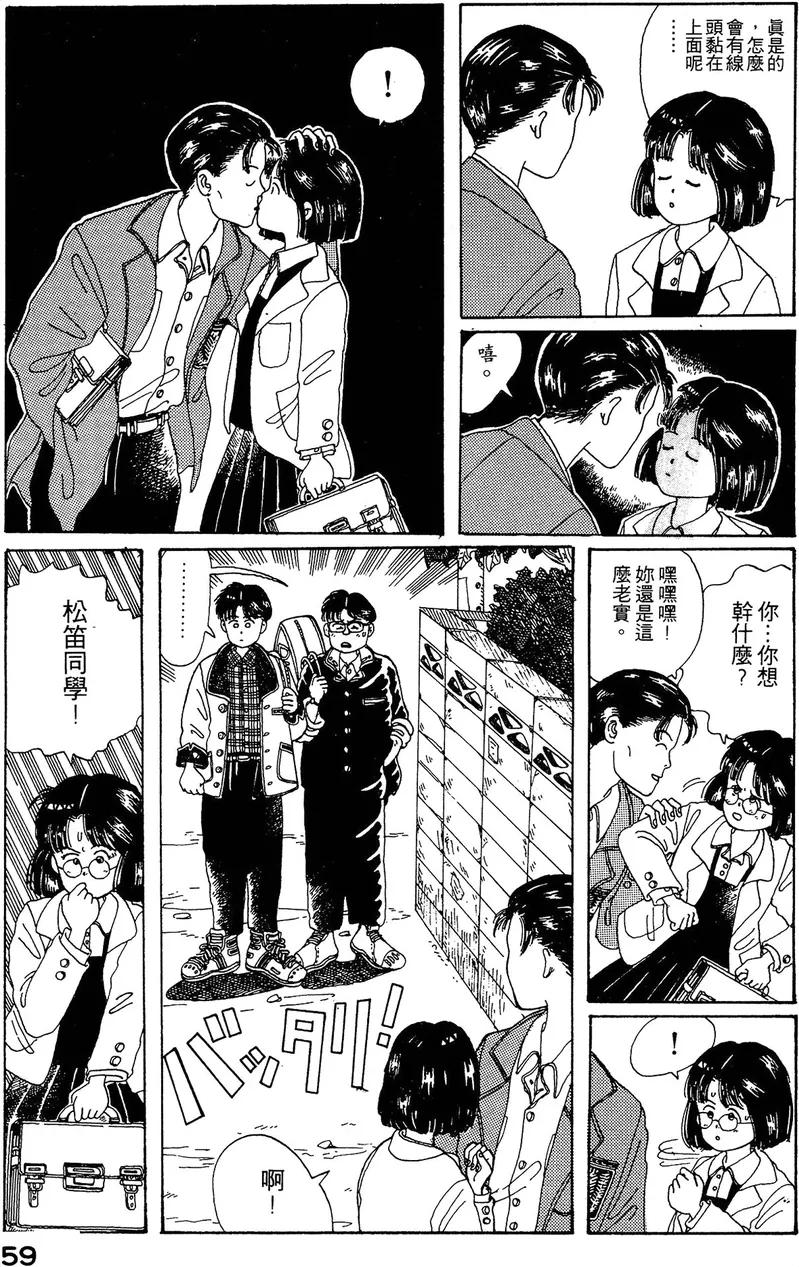 眞是的
，怎麼
會有線
頭黏在
上面呢
……
嘻。
！
你…你想
幹什麼？
嘿嘿嘿！
妳還是這
麼老實。
！
……
バッタリ！
啊！
松笛同學！
59